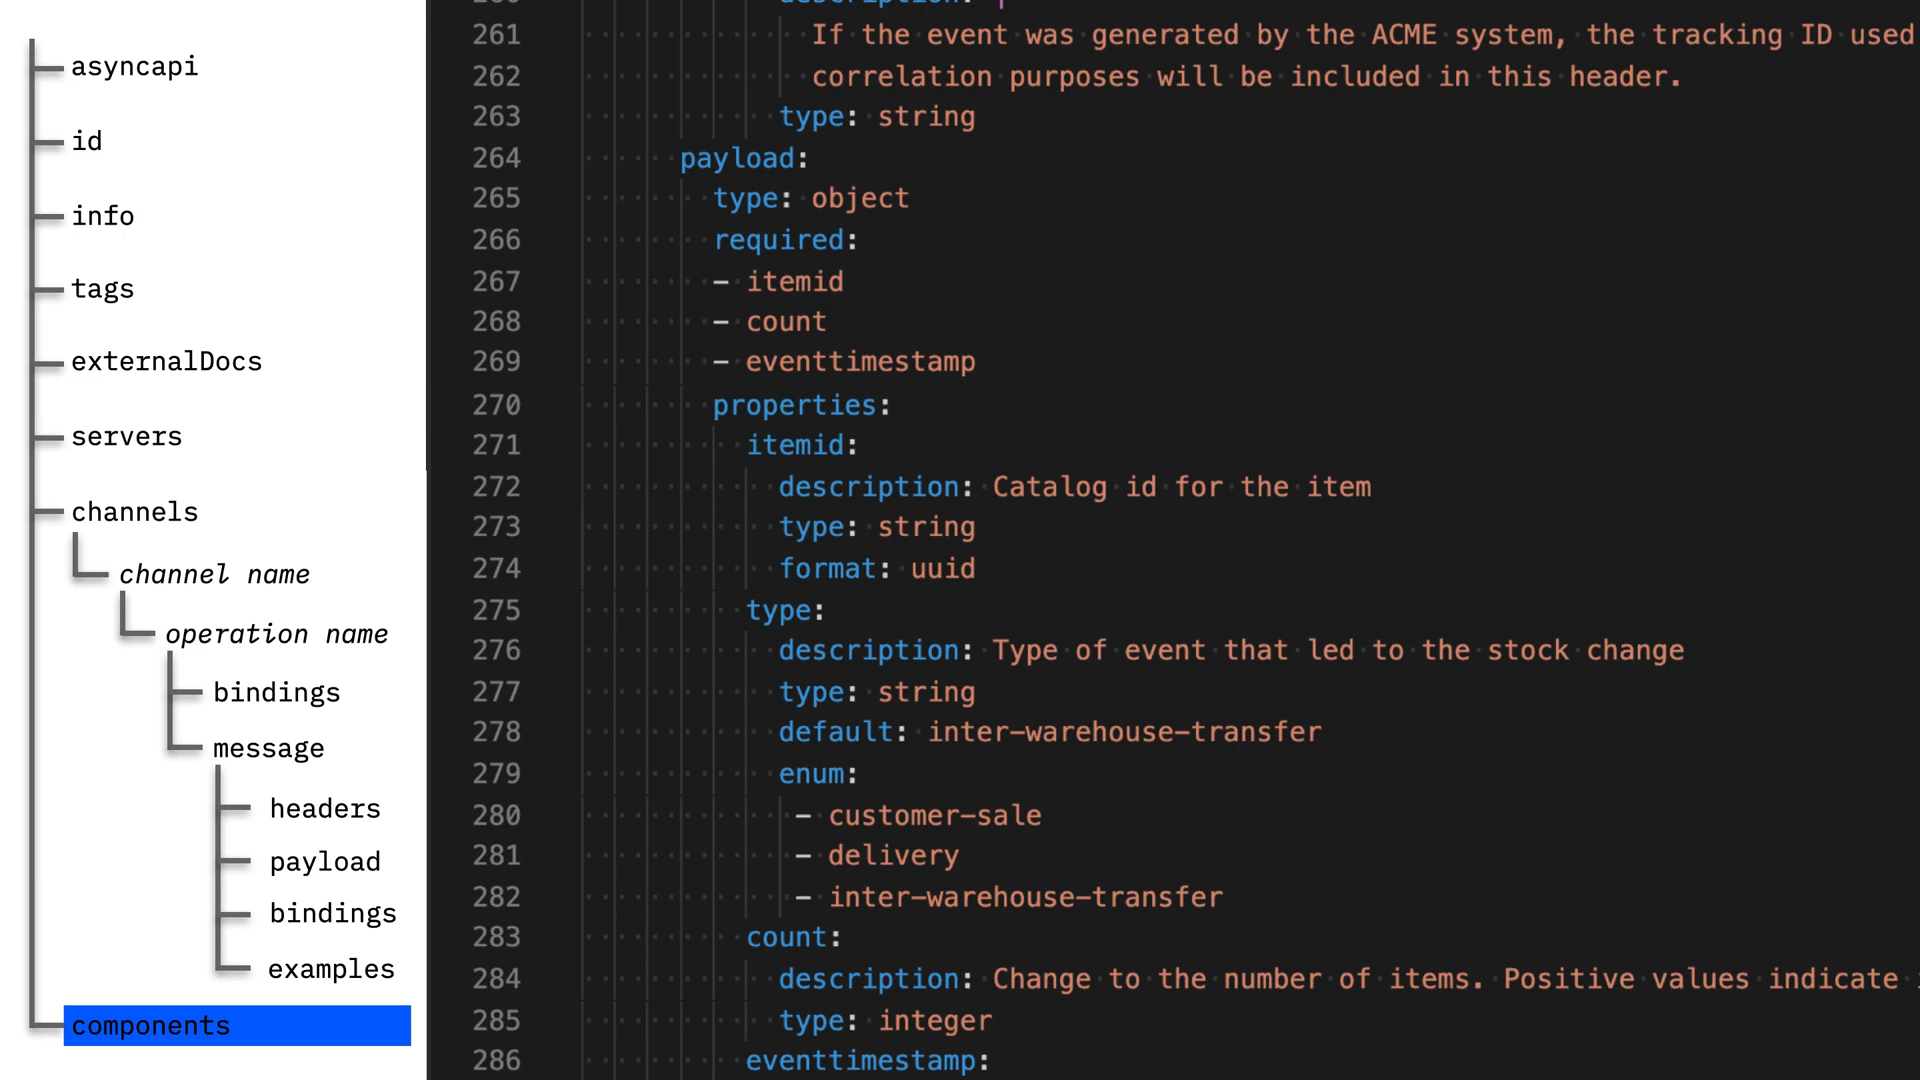 asyncapi
id
info
tags
externalDocs
servers
channels
channel name
operation name
bindings
message
headers
payload
bindings
examples
components
261 If the event was generated by the ACME system, the tracking ID used
262 correlation purposes will be included in this header.
263 type: string
264 payload:
265 type: object
266 required:
267 - itemid
268 - count
269 - eventtimestamp
270 properties:
271 itemid:
272 description: Catalog id for the item
273 type: string
274 format: uuid
275 type:
276 description: Type of event that led to the stock change
277 type: string
278 default: inter-warehouse-transfer
279 enum:
280 - customer-sale
281 - delivery
282 - inter-warehouse-transfer
283 count:
284 description: Change to the number of items. Positive values indicate
285 type: integer
286 eventtimestamp: